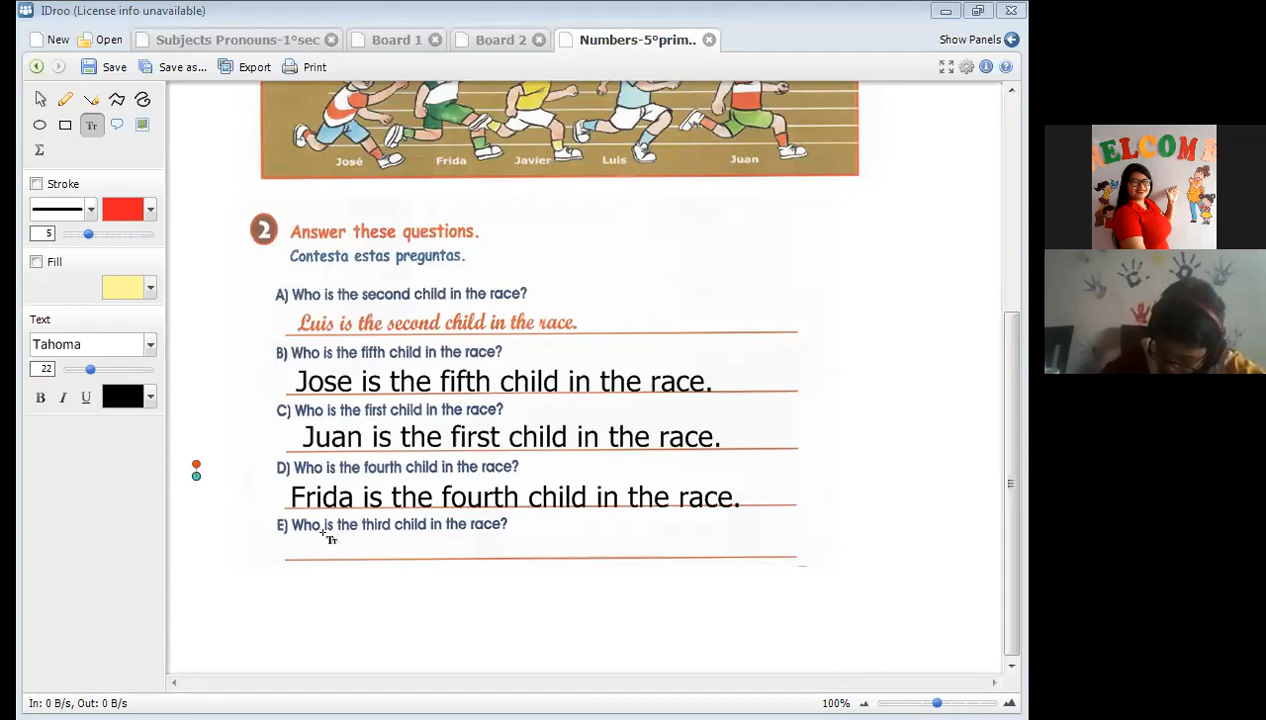 IDroo (License info unavailable)
New
Open
Subjects Pronouns-1°sec
Board 1
Board 2
Numbers-5°prim..
Show Panels
Save
Save as...
Export
Print
Tr
Σ
Stroke
5
Fill
Text
Tahoma
22
B I U
José Frida Javier Luis Juan
2 Answer these questions.
Contesta estas preguntas.
A) Who is the second child in the race?
Luis is the second child in the race.
B) Who is the fifth child in the race?
Jose is the fifth child in the race.
C) Who is the first child in the race?
Juan is the first child in the race.
D) Who is the fourth child in the race?
Frida is the fourth child in the race.
E) Who is the third child in the race?
Tr
In: 0 B/s, Out: 0 B/s
100%
WELCOME